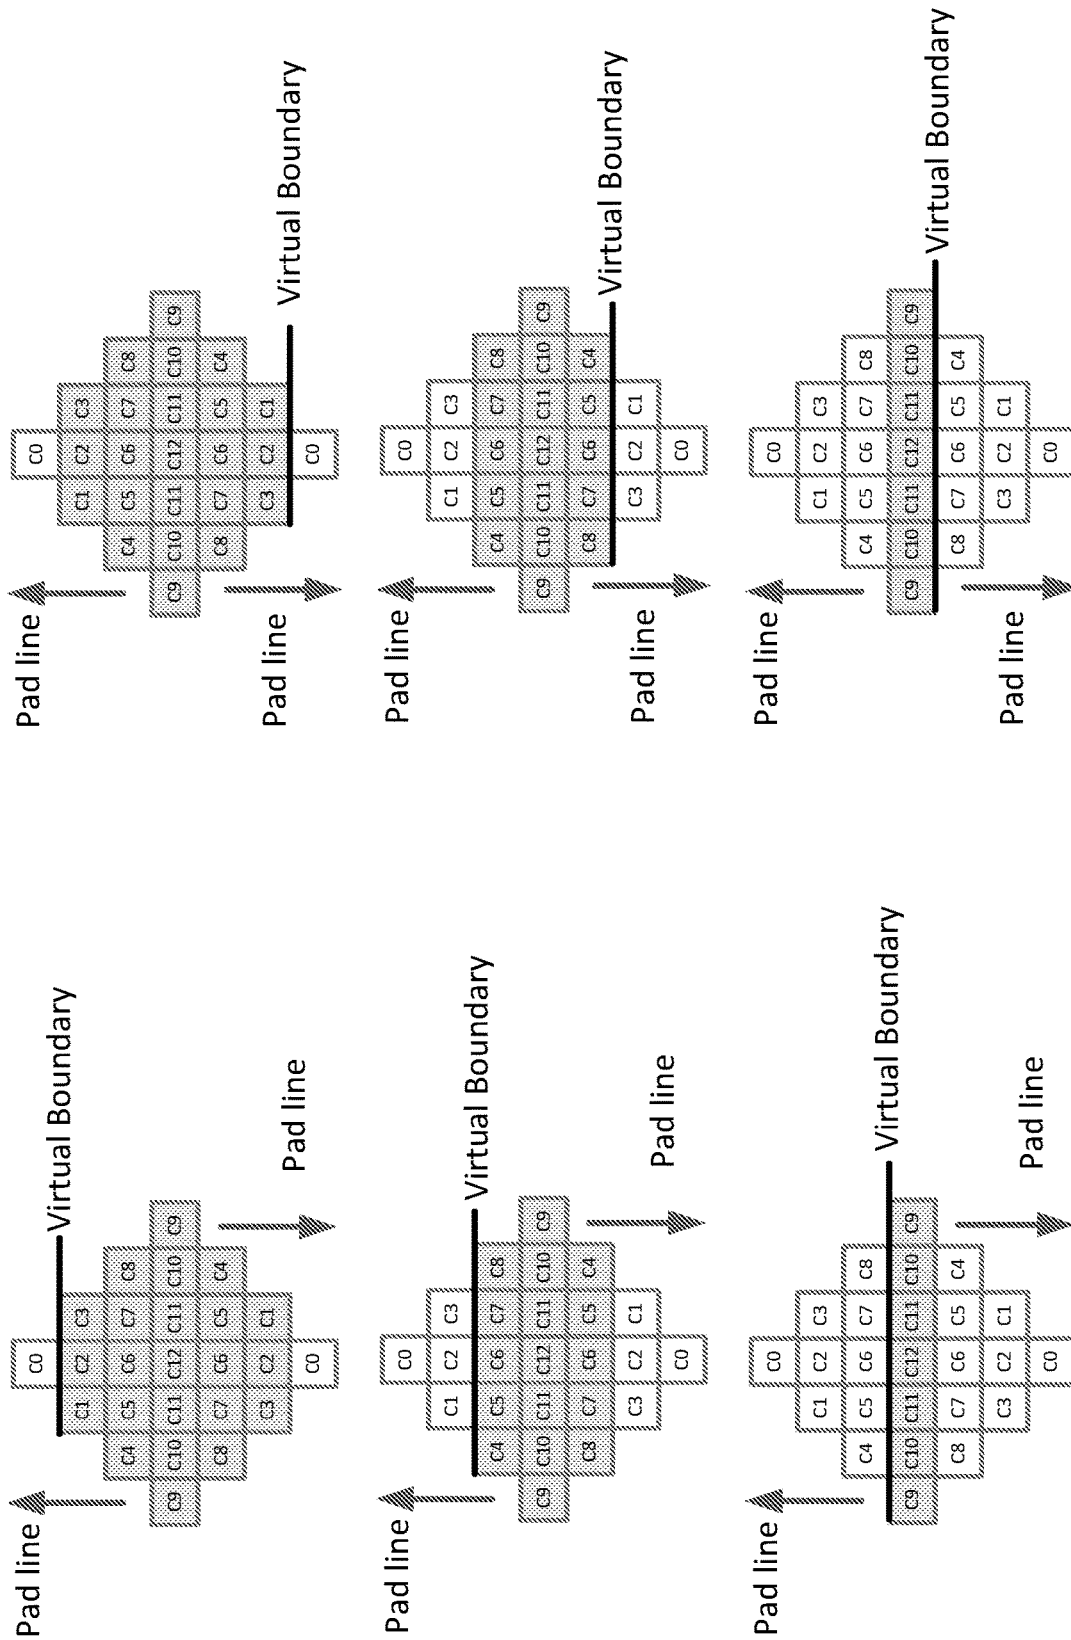 Pad line
C0
Virtual Boundary
C1 C2 C3
C4 C5 C6 C7 C8
C9 C10 C11 C12 C11 C10 C9
C8 C7 C6 C5 C4
C3 C2 C1
C0
Pad line
Pad line
C0
C1 C2 C3
C4 C5 C6 C7 C8
C9 C10 C11 C12 C11 C10 C9
C8 C7 C6 C5 C4
C3 C2 C1
Virtual Boundary
C0
Pad line
Pad line
C0
C1 C2 C3
Virtual Boundary
C4 C5 C6 C7 C8
C9 C10 C11 C12 C11 C10 C9
C8 C7 C6 C5 C4
C3 C2 C1
C0
Pad line
Pad line
C0
C1 C2 C3
C4 C5 C6 C7 C8
C9 C10 C11 C12 C11 C10 C9
C8 C7 C6 C5 C4
Virtual Boundary
C3 C2 C1
C0
Pad line
Pad line
C0
C1 C2 C3
C4 C5 C6 C7 C8
Virtual Boundary
C9 C10 C11 C12 C11 C10 C9
C8 C7 C6 C5 C4
C3 C2 C1
C0
Pad line
Pad line
C0
C1 C2 C3
C4 C5 C6 C7 C8
C9 C10 C11 C12 C11 C10 C9
Virtual Boundary
C8 C7 C6 C5 C4
C3 C2 C1
C0
Pad line